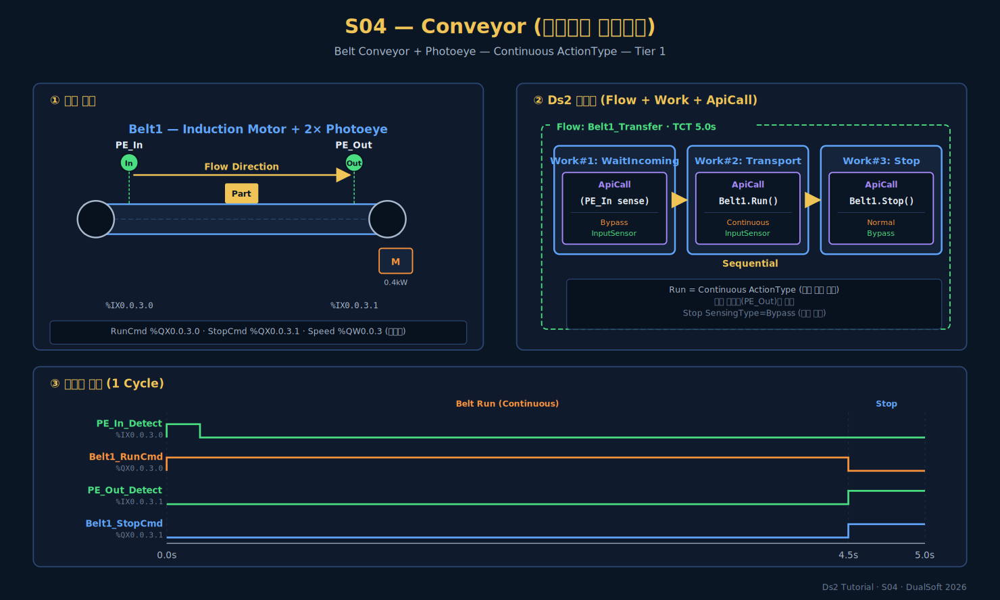 S04 — Conveyor
Belt Conveyor + Photoeye — Continuous ActionType — Tier 1
①
Belt1 — Induction Motor + 2× Photoeye
PE_In
PE_Out
In
Out
Flow Direction
Part
M
0.4kW
%IX0.0.3.0
%IX0.0.3.1
RunCmd %QX0.0.3.0 · StopCmd %QX0.0.3.1 · Speed %QW0.0.3
② Ds2 (Flow + Work + ApiCall)
Flow: Belt1_Transfer · TCT 5.0s
Work#1: WaitIncoming
ApiCall
(PE_In sense)
Bypass
InputSensor
Work#2: Transport
ApiCall
Belt1.Run()
Continuous
InputSensor
Work#3: Stop
ApiCall
Belt1.Stop()
Normal
Bypass
Sequential
Run = Continuous ActionType
(PE_Out)
Stop SensingType=Bypass
③ (1 Cycle)
Belt Run (Continuous)
Stop
PE_In_Detect
%IX0.0.3.0
Belt1_RunCmd
%QX0.0.3.0
PE_Out_Detect
%IX0.0.3.1
Belt1_StopCmd
%QX0.0.3.1
0.0s
4.5s
5.0s
Ds2 Tutorial · S04 · DualSoft 2026